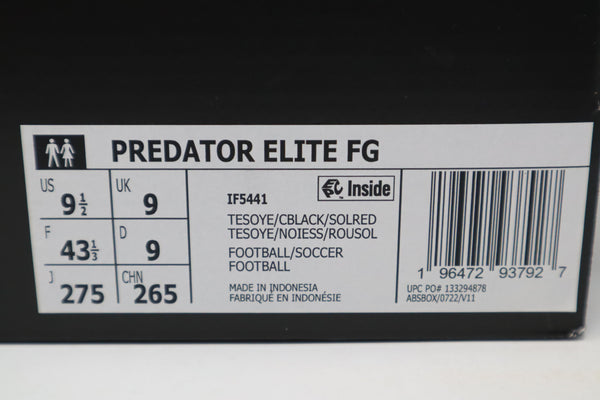 PREDATOR ELITE FG
US 9 1/2 UK 9
F 43 1/3 D 9
J 275 CHN 265
IF5441 Inside
TESOYE/CBLACK/SOLRED
TESOYE/NOIESS/ROUSOL
FOOTBALL/SOCCER
FOOTBALL
MADE IN INDONESIA
FABRIQUÉ EN INDONÉSIE
1 96472 93792 7
UPC PO# 133294878
ABSBOX/0722/V11